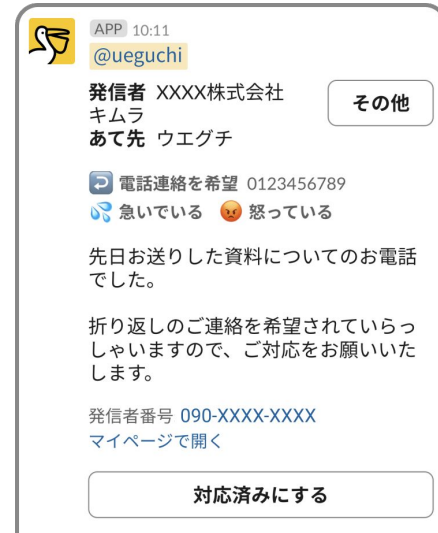 APP 10:11
@ueguchi
発信者 XXXX株式会社
キムラ
あて先 ウエグチ
その他
電話連絡を希望 0123456789
急いでいる 怒っている
先日お送りした資料についてのお電話
でした。
折り返しのご連絡を希望されていらっ
しゃいますので、ご対応をお願いいた
します。
発信者番号 090-XXXX-XXXX
マイページで開く
対応済みにする